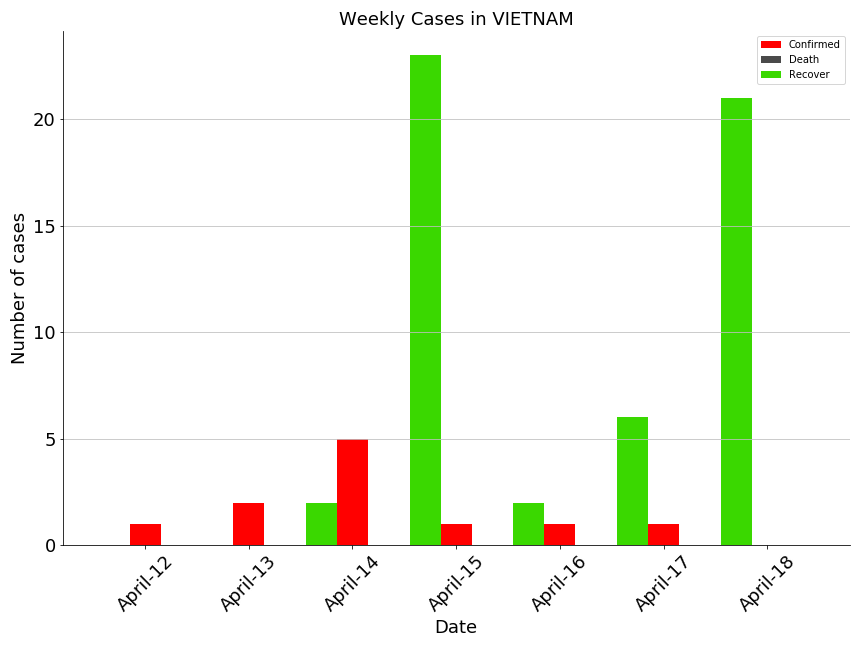 Weekly Cases in VIETNAM
Confirmed
Death
Recover
Number of cases
20
15
10
5
0
April-12
April-13
April-14
April-15
April-16
April-17
April-18
Date